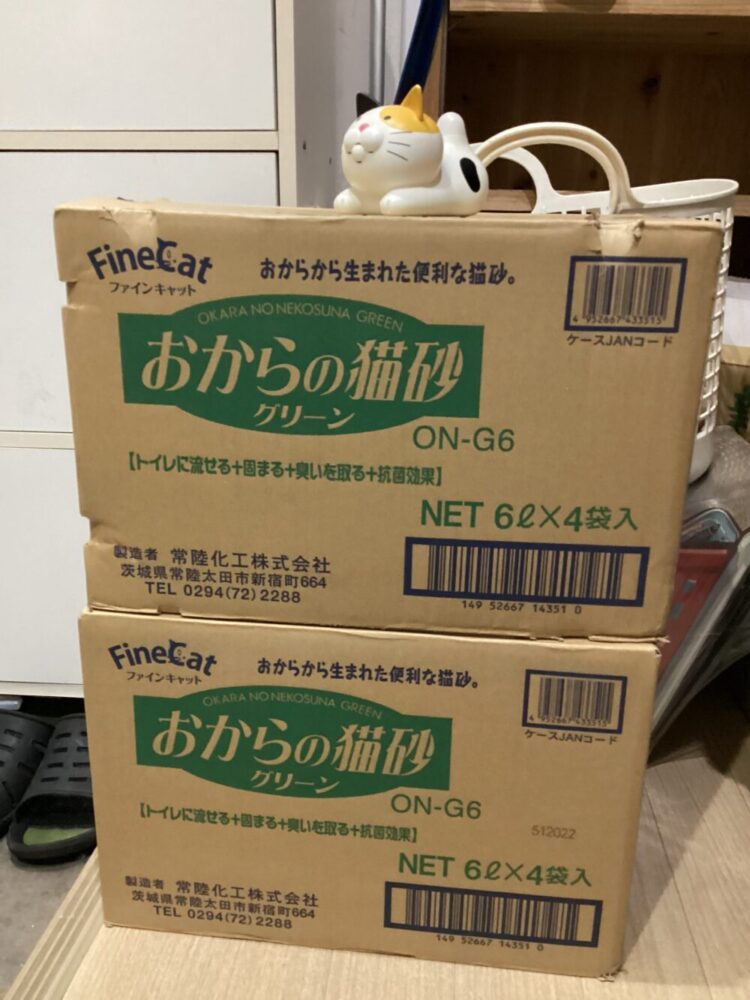 FineCat
ファインキャット
おからから生まれた便利な猫砂。
4 952667 433515
ケースJANコード
OKARA NO NEKOSUNA GREEN
おからの猫砂
グリーン
ON-G6
【トイレに流せる+固まる+臭いを取る+抗菌効果】
NET 6ℓ×4袋入
製造者 常陸化工株式会社
茨城県常陸太田市新宿町664
TEL 0294(72)2288
149 52667 14351 0
FineCat
ファインキャット
おからから生まれた便利な猫砂。
4 952667 433515
ケースJANコード
OKARA NO NEKOSUNA GREEN
おからの猫砂
グリーン
ON-G6
【トイレに流せる+固まる+臭いを取る+抗菌効果】
512022
NET 6ℓ×4袋入
製造者 常陸化工株式会社
茨城県常陸太田市新宿町664
TEL 0294(72)2288
149 52667 14351 0